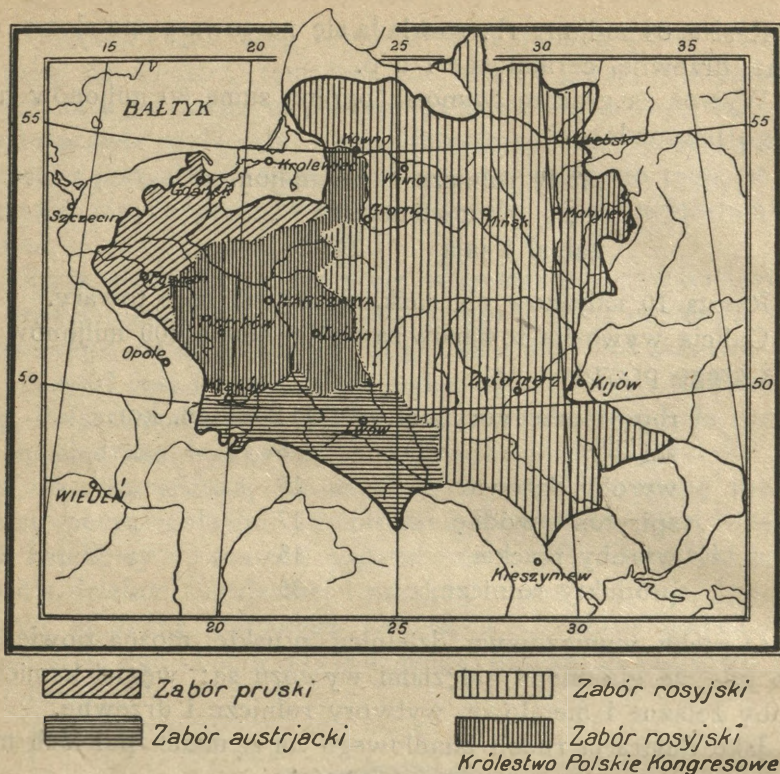 15 20 25 30 35
BAŁTYK
55 55
Kowno
Witebsk
Królewiec
Wilno
Gdańsk
Szczecin
Grodno
Mińsk
Mohylew
Poznań
WARSZAWA
Piotrków
Lublin
Opole
50 50
Kraków
Żytomierz
Kijów
Lwów
WIEDEŃ
Kieszyniew
20 25 30
Zabór pruski
Zabór rosyjski
Zabór austrjacki
Zabór rosyjski
Królestwo Polskie Kongresowe